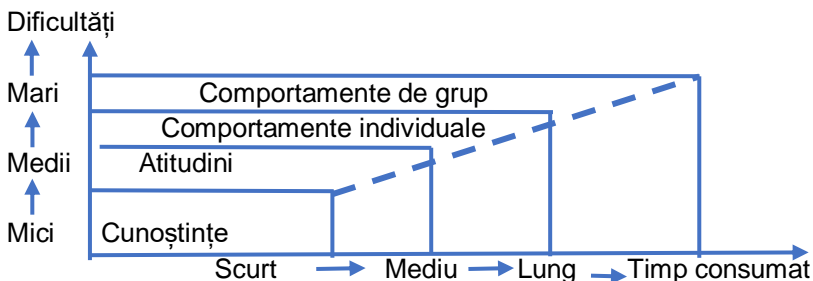 Dificultăți
Mari
Comportamente de grup
Comportamente individuale
Medii
Atitudini
Mici
Cunoștințe
Scurt
Mediu
Lung
Timp consumat